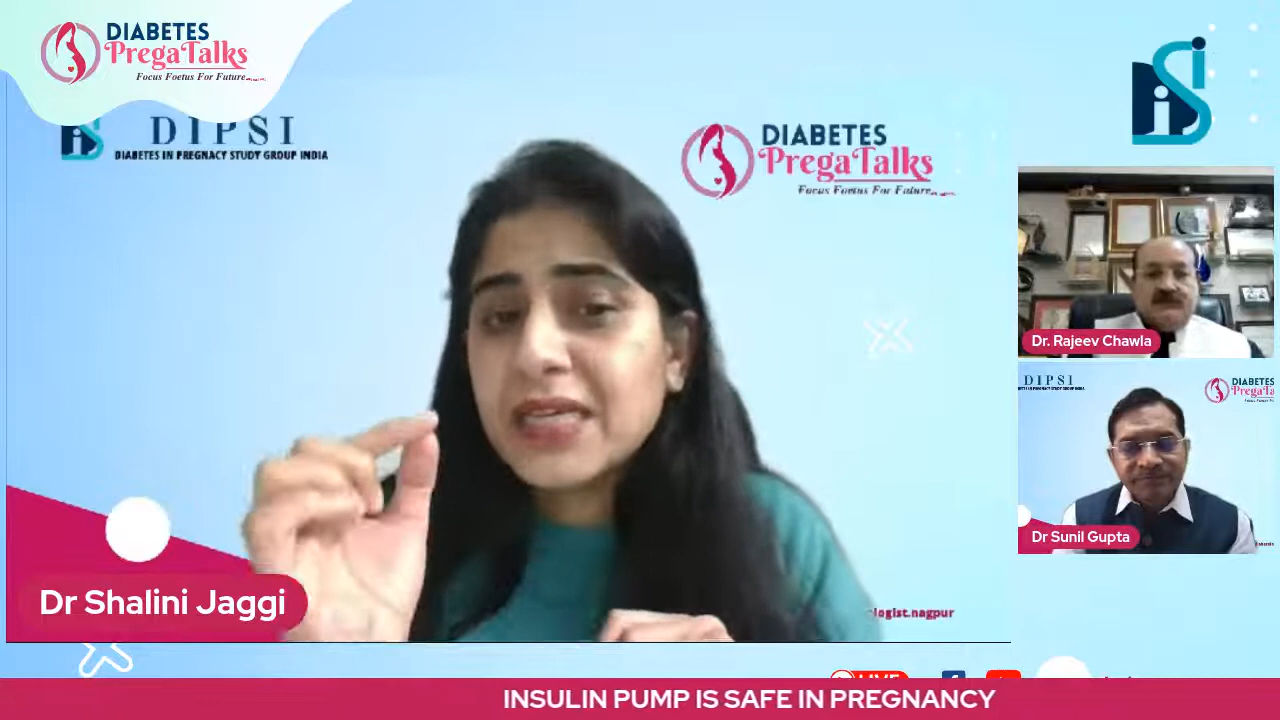 DIABETES
PregaTalks
Focus Foetus For Future
DIPSI
DIABETES IN PREGNANCY STUDY GROUP INDIA
DIABETES
PregaTalks
Focus Foetus For Future
Dr. Rajeev Chawla
DIPSI
DIABETES
Dr Sunil Gupta
Dr Shalini Jaggi
logist.nagpur
LIVE
INSULIN PUMP IS SAFE IN PREGNANCY